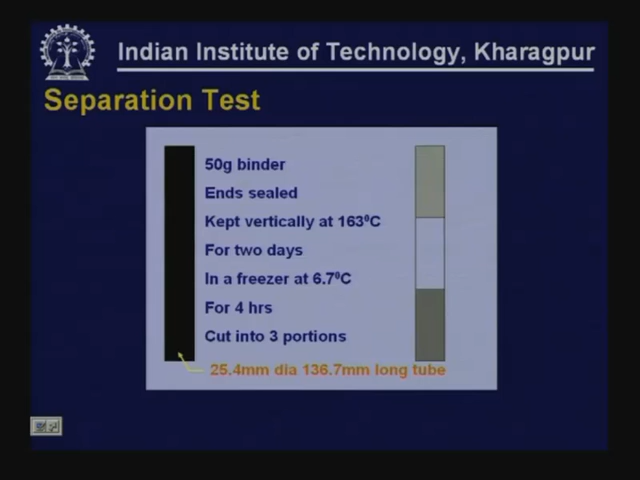 Indian Institute of Technology, Kharagpur
Separation Test
50g binder
Ends sealed
Kept vertically at 163⁰C
For two days
In a freezer at 6.7⁰C
For 4 hrs
Cut into 3 portions
25.4mm dia 136.7mm long tube